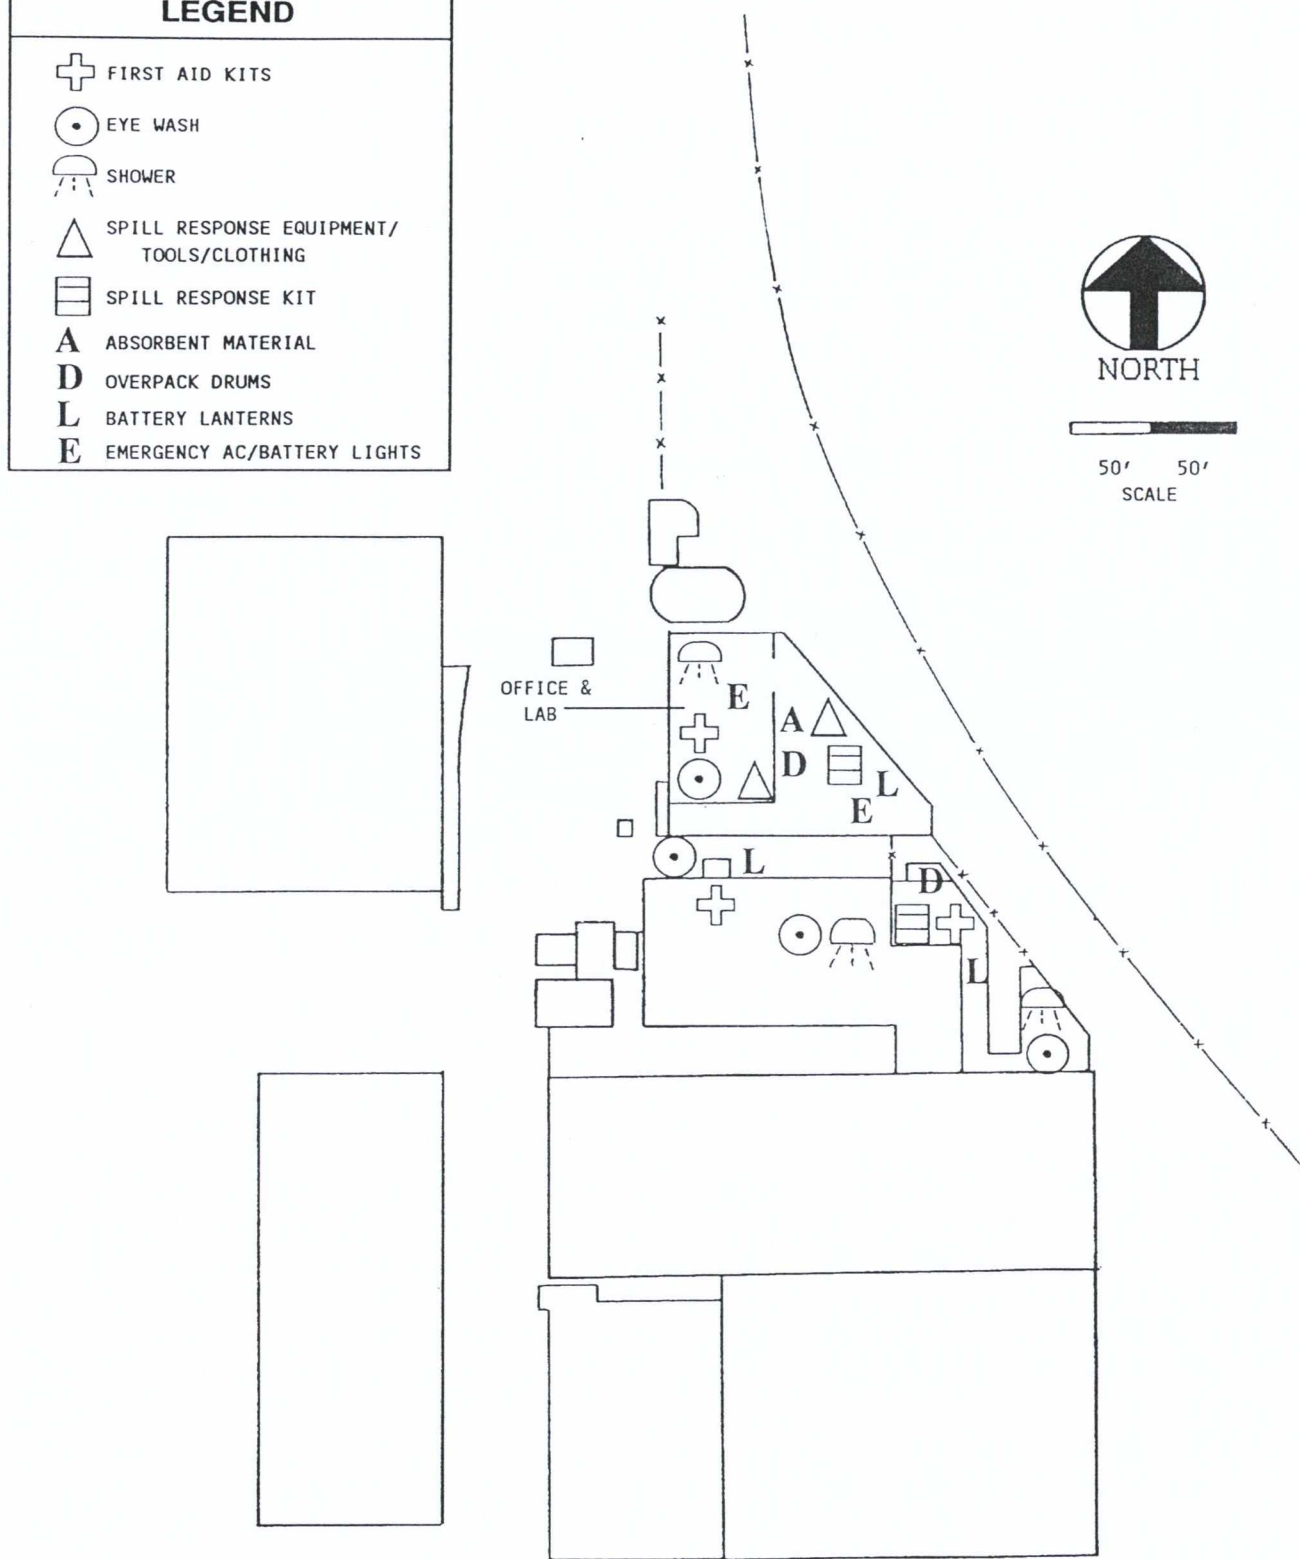 LEGEND
FIRST AID KITS
EYE WASH
SHOWER
SPILL RESPONSE EQUIPMENT/
TOOLS/CLOTHING
SPILL RESPONSE KIT
A ABSORBENT MATERIAL
D OVERPACK DRUMS
L BATTERY LANTERNS
E EMERGENCY AC/BATTERY LIGHTS
NORTH
50' 50'
SCALE
OFFICE &
LAB
E
A
D
L
E
L
D
L